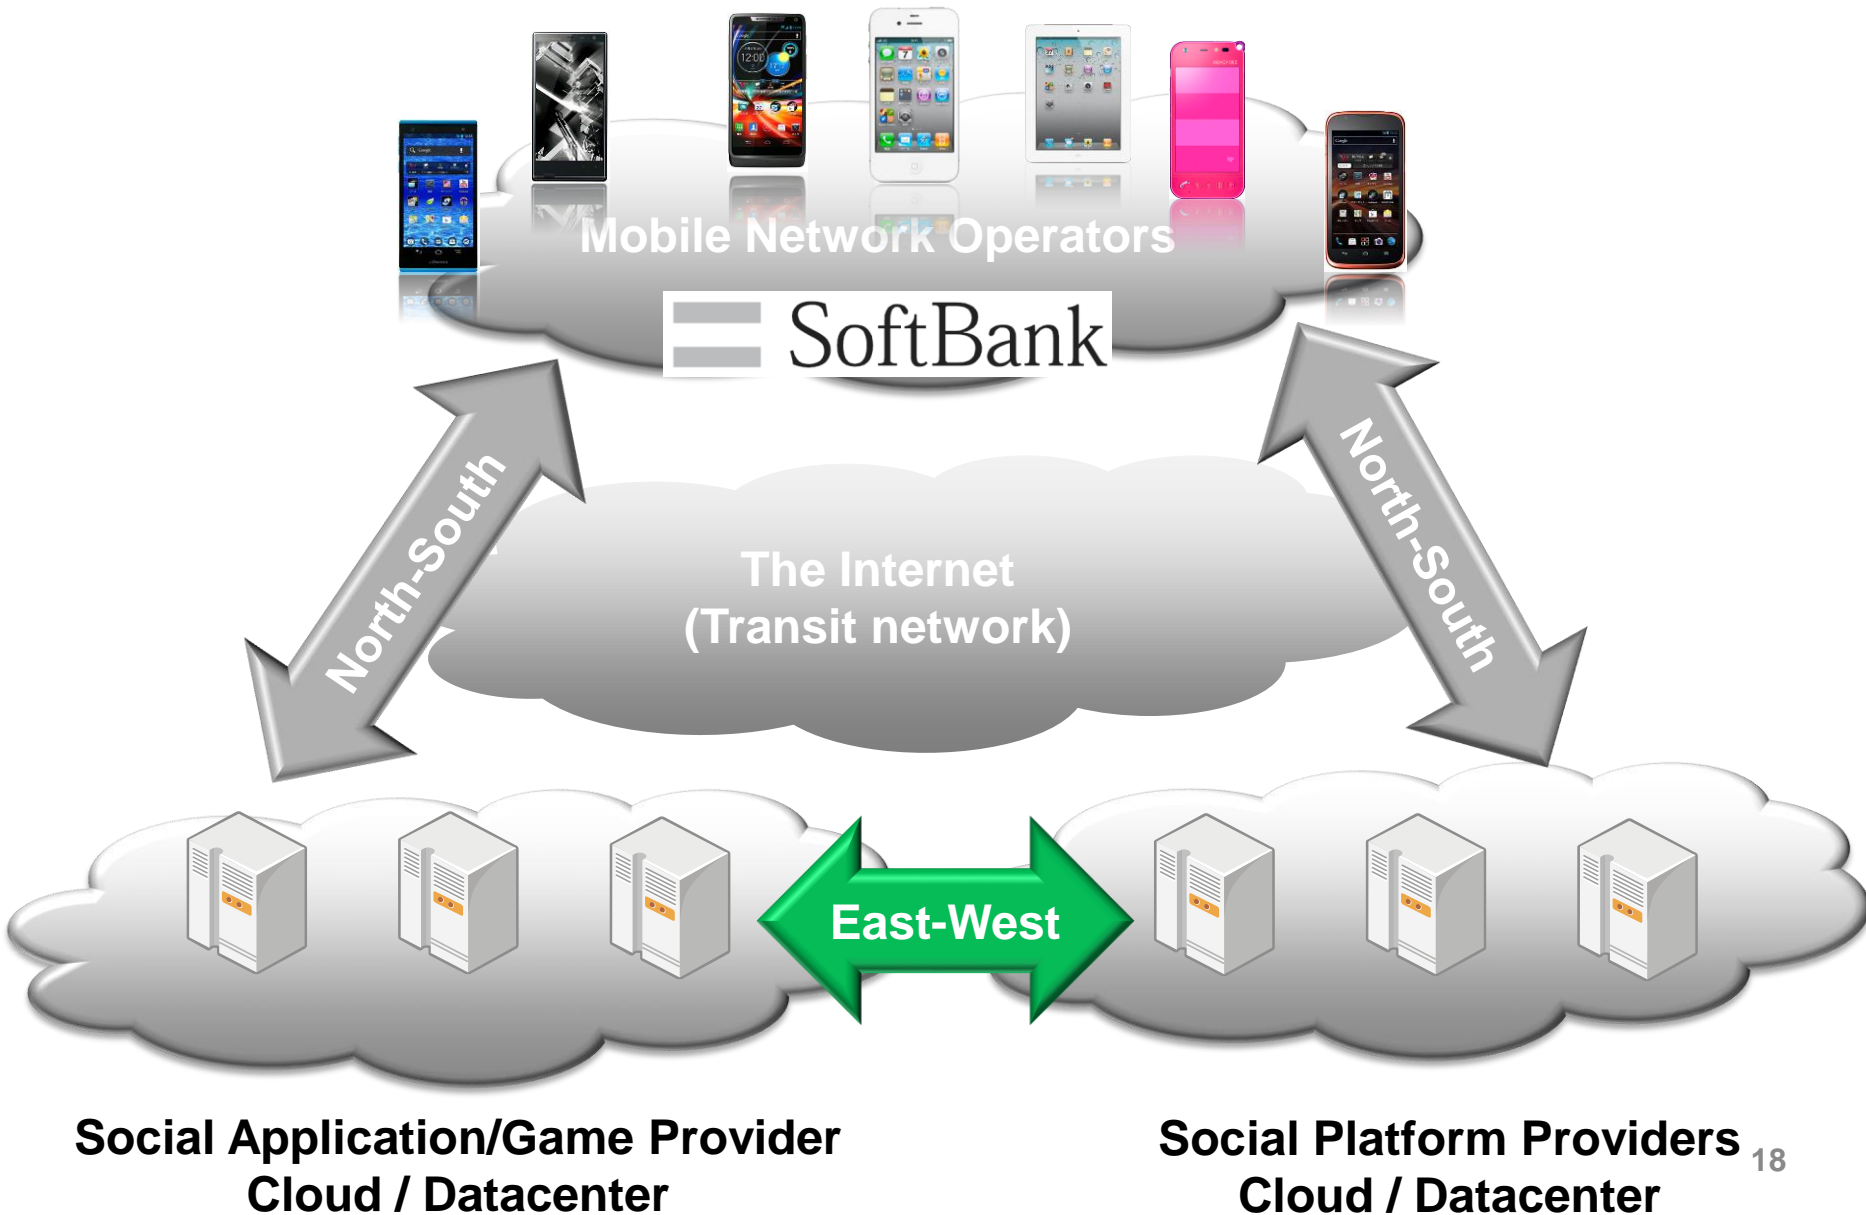 Mobile Network Operators
SoftBank
North-South
North-South
The Internet
(Transit network)
East-West
Social Application/Game Provider
Cloud / Datacenter
Social Platform Providers
Cloud / Datacenter
18